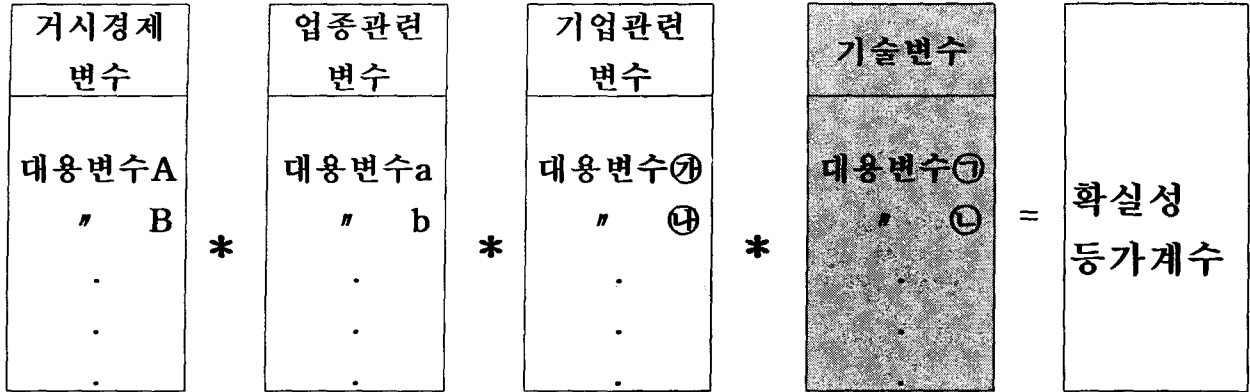 거시경제
변수
대용변수A
〃 B
.
.
.
*
업종관련
변수
대용변수a
〃 b
.
.
.
*
기업관련
변수
대용변수㉮
〃 ㉯
.
.
.
*
기술변수
대용변수㉠
〃 ㉡
.
.
.
=
확실성
등가계수